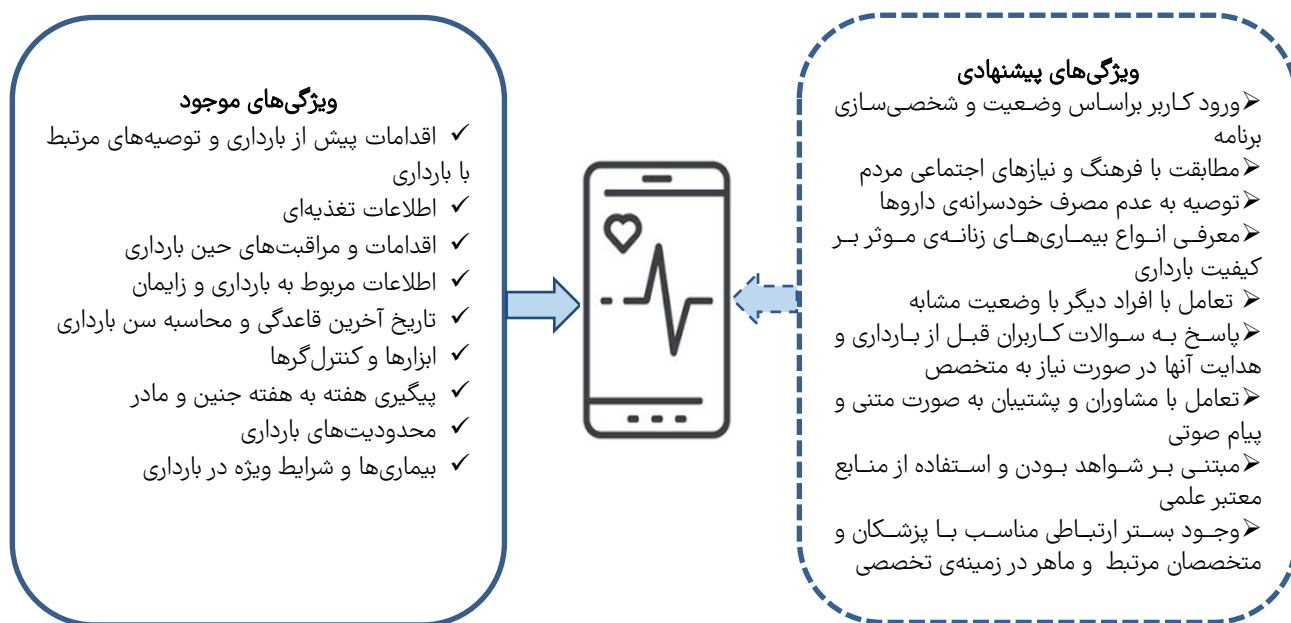 ویژگی‌های پیشنهادی
➢ورود کاربر براساس وضعیت و شخصی‌سازی
برنامه
➢مطابقت با فرهنگ و نیازهای اجتماعی مردم
➢توصیه به عدم مصرف خودسرانه‌ی داروها
➢معرفی انواع بیماری‌های زنانه‌ی موثر بر
کیفیت بارداری
➢ تعامل با افراد دیگر با وضعیت مشابه
➢پاسخ به سوالات کاربران قبل از بارداری و
هدایت آنها در صورت نیاز به متخصص
➢تعامل با مشاوران و پشتیبان به صورت متنی و
پیام صوتی
➢مبتنی بر شواهد بودن و استفاده از منابع
معتبر علمی
➢وجود بستر ارتباطی مناسب با پزشکان و
متخصصان مرتبط و ماهر در زمینه‌ی تخصصی
ویژگی‌های موجود
✓ اقدامات پیش از بارداری و توصیه‌های مرتبط
با بارداری
✓ اطلاعات تغذیه‌ای
✓ اقدامات و مراقبت‌های حین بارداری
✓ اطلاعات مربوط به بارداری و زایمان
✓ تاریخ آخرین قاعدگی و محاسبه سن بارداری
✓ ابزارها و کنترل‌گرها
✓ پیگیری هفته به هفته جنین و مادر
✓ محدودیت‌های بارداری
✓ بیماری‌ها و شرایط ویژه در بارداری